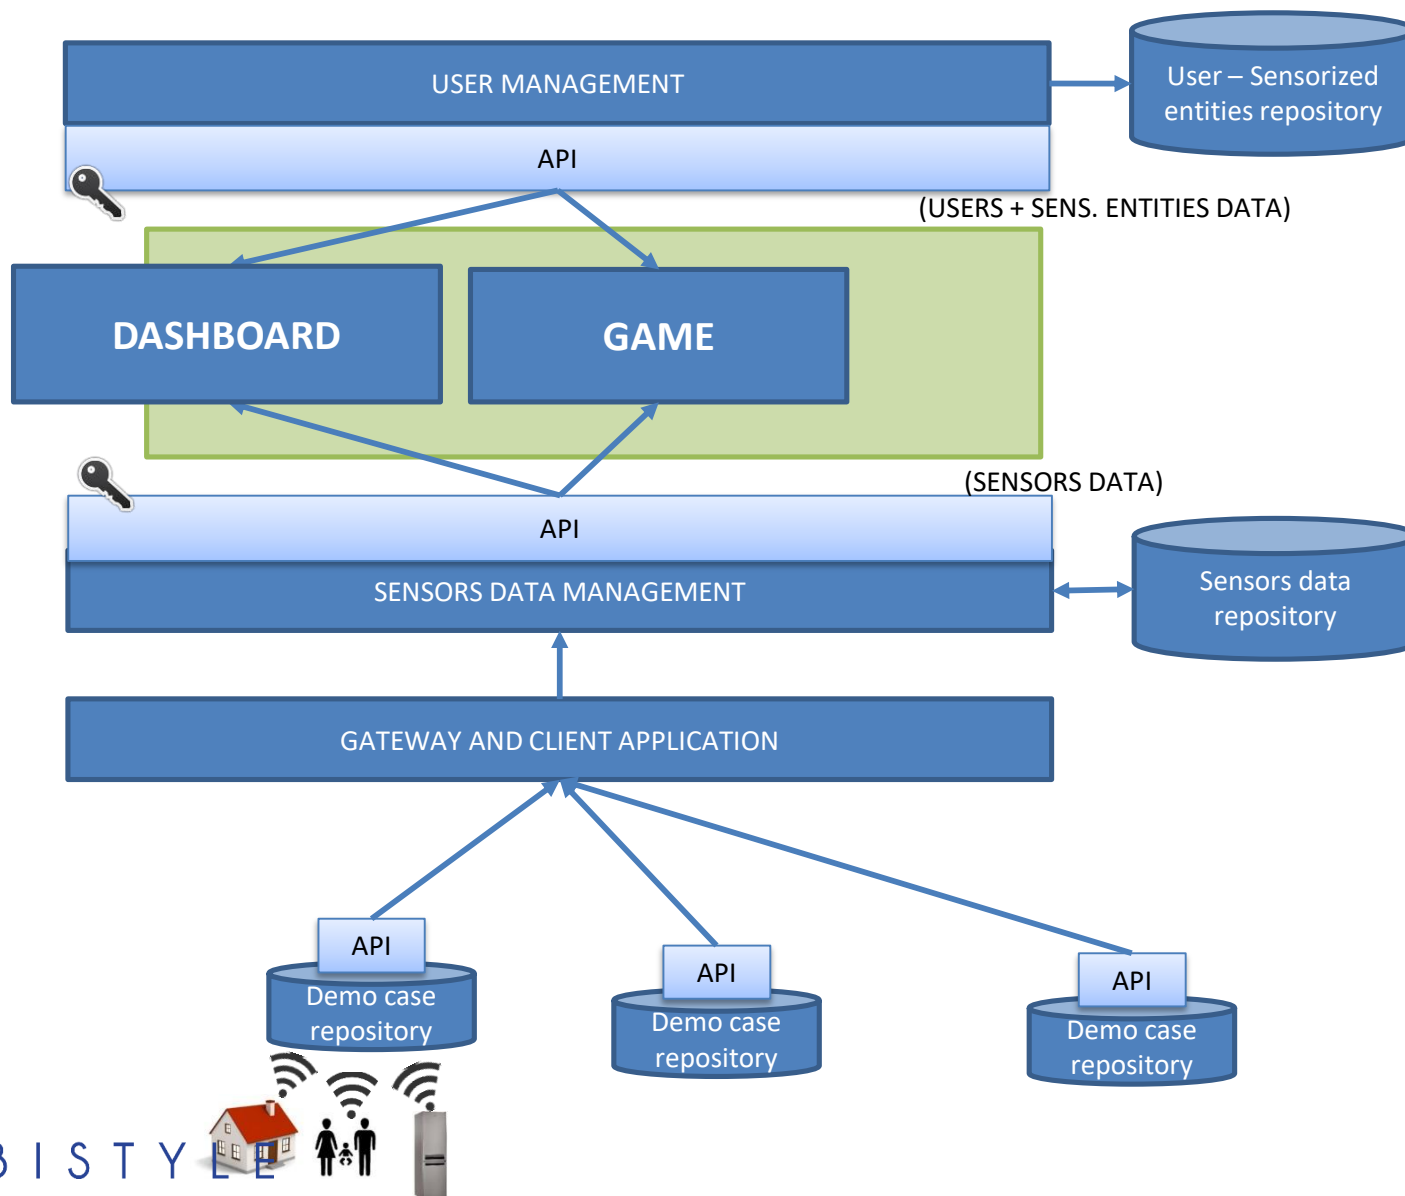 USER MANAGEMENT
User – Sensorized
entities repository
API
(USERS + SENS. ENTITIES DATA)
DASHBOARD
GAME
(SENSORS DATA)
API
SENSORS DATA MANAGEMENT
Sensors data
repository
GATEWAY AND CLIENT APPLICATION
API
Demo case
repository
API
Demo case
repository
API
Demo case
repository
BISTYLE